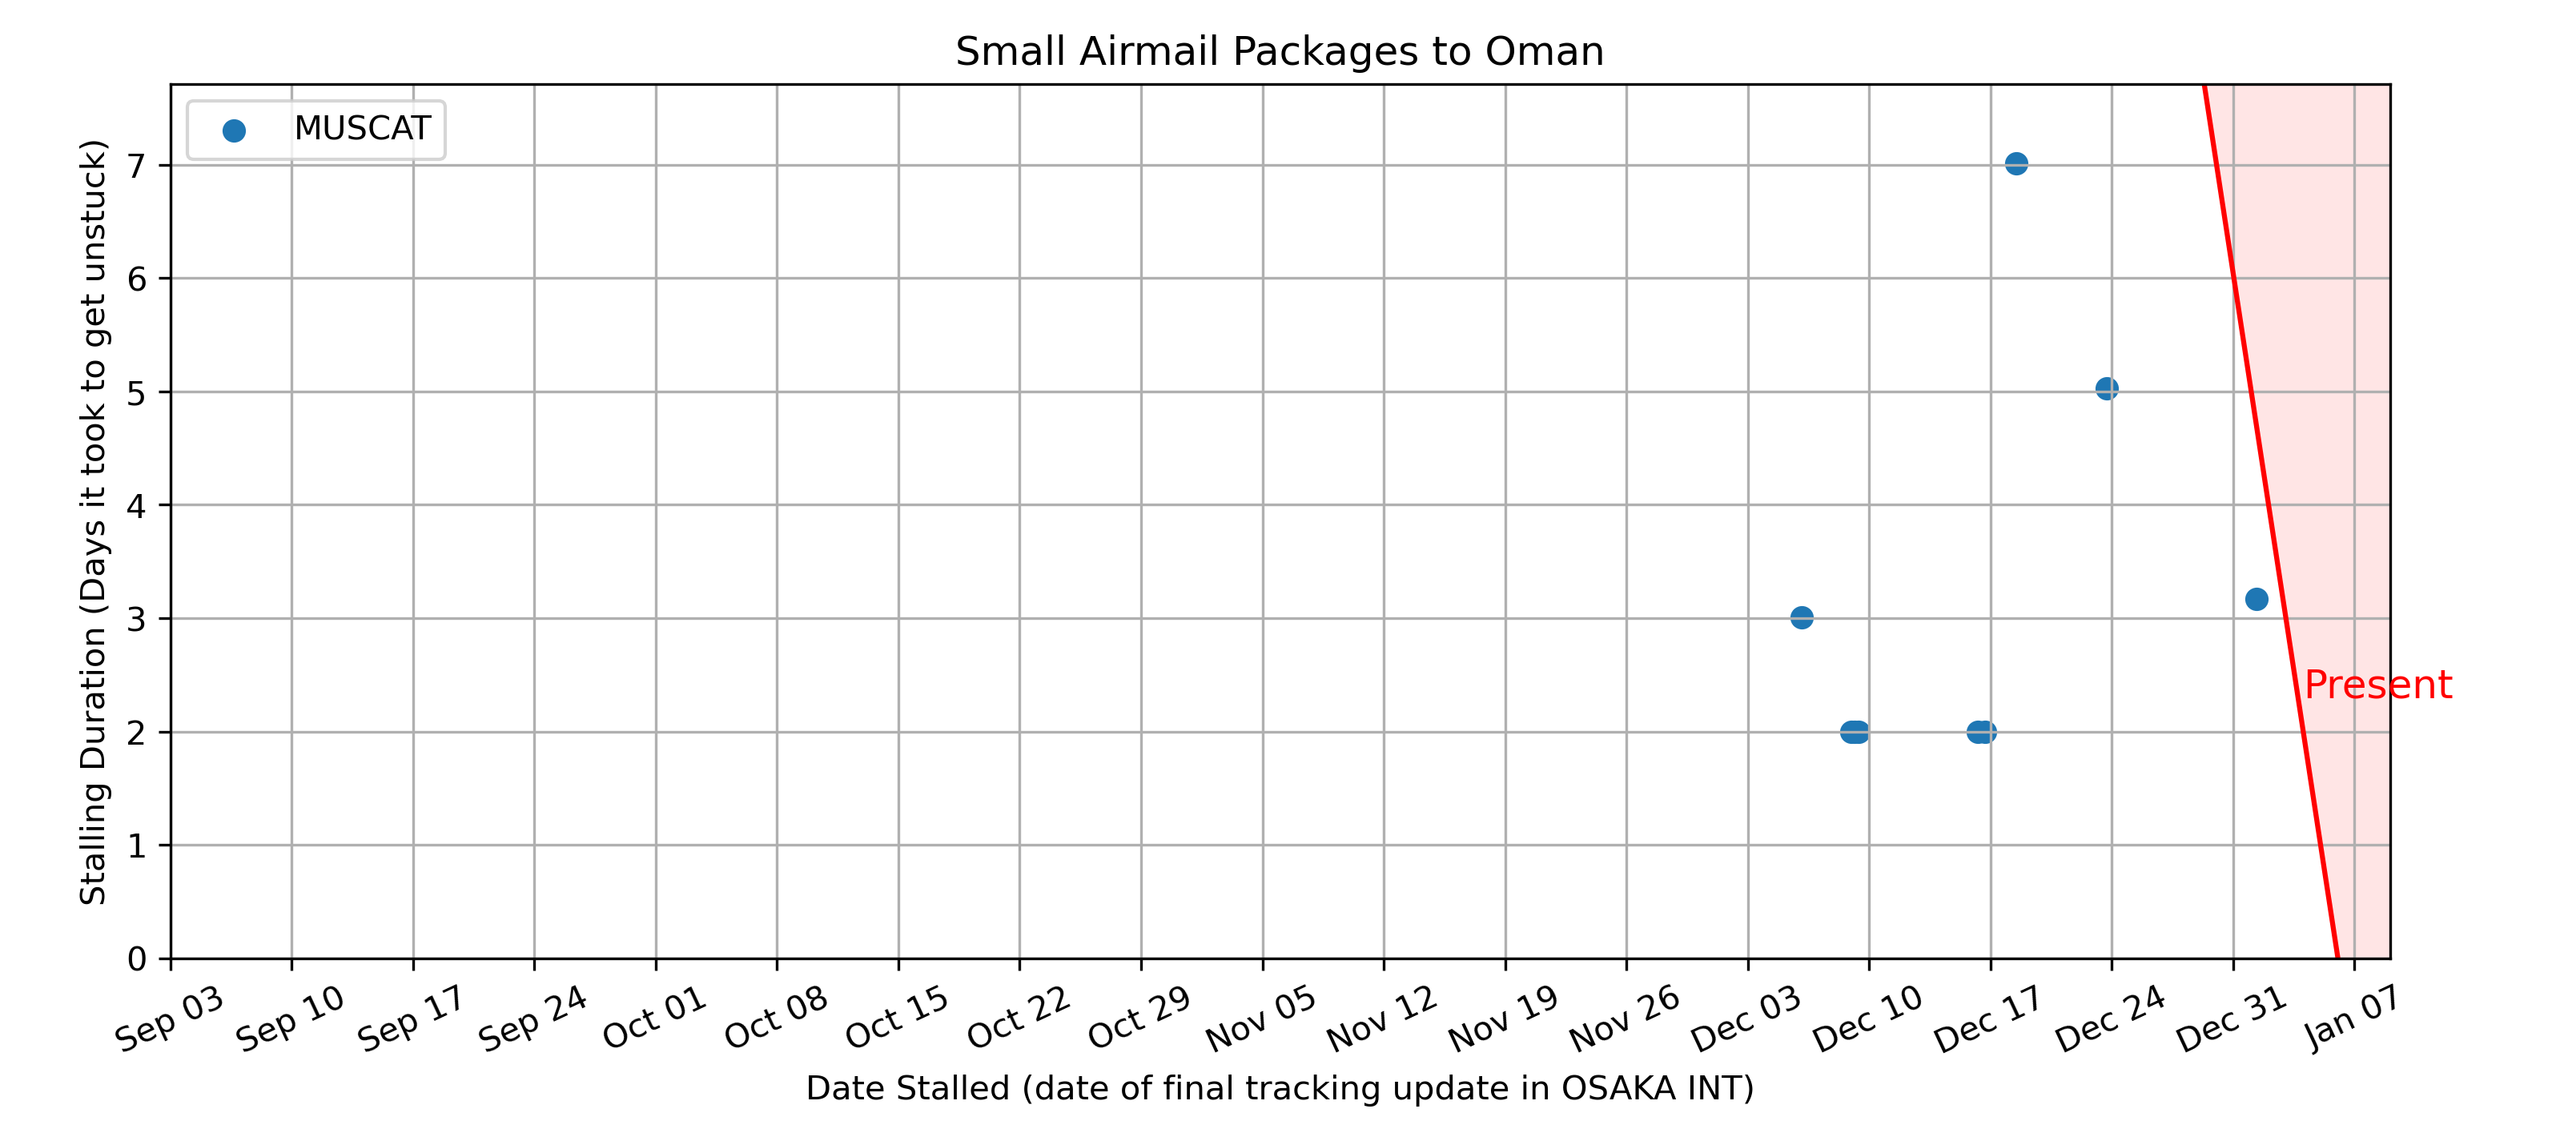 Small Airmail Packages to Oman
MUSCAT
Stalling Duration (Days it took to get unstuck)
7
6
5
4
3
2
1
0
Present
Sep 03 Sep 10 Sep 17 Sep 24 Oct 01 Oct 08 Oct 15 Oct 22 Oct 29 Nov 05 Nov 12 Nov 19 Nov 26 Dec 03 Dec 10 Dec 17 Dec 24 Dec 31 Jan 07
Date Stalled (date of final tracking update in OSAKA INT)